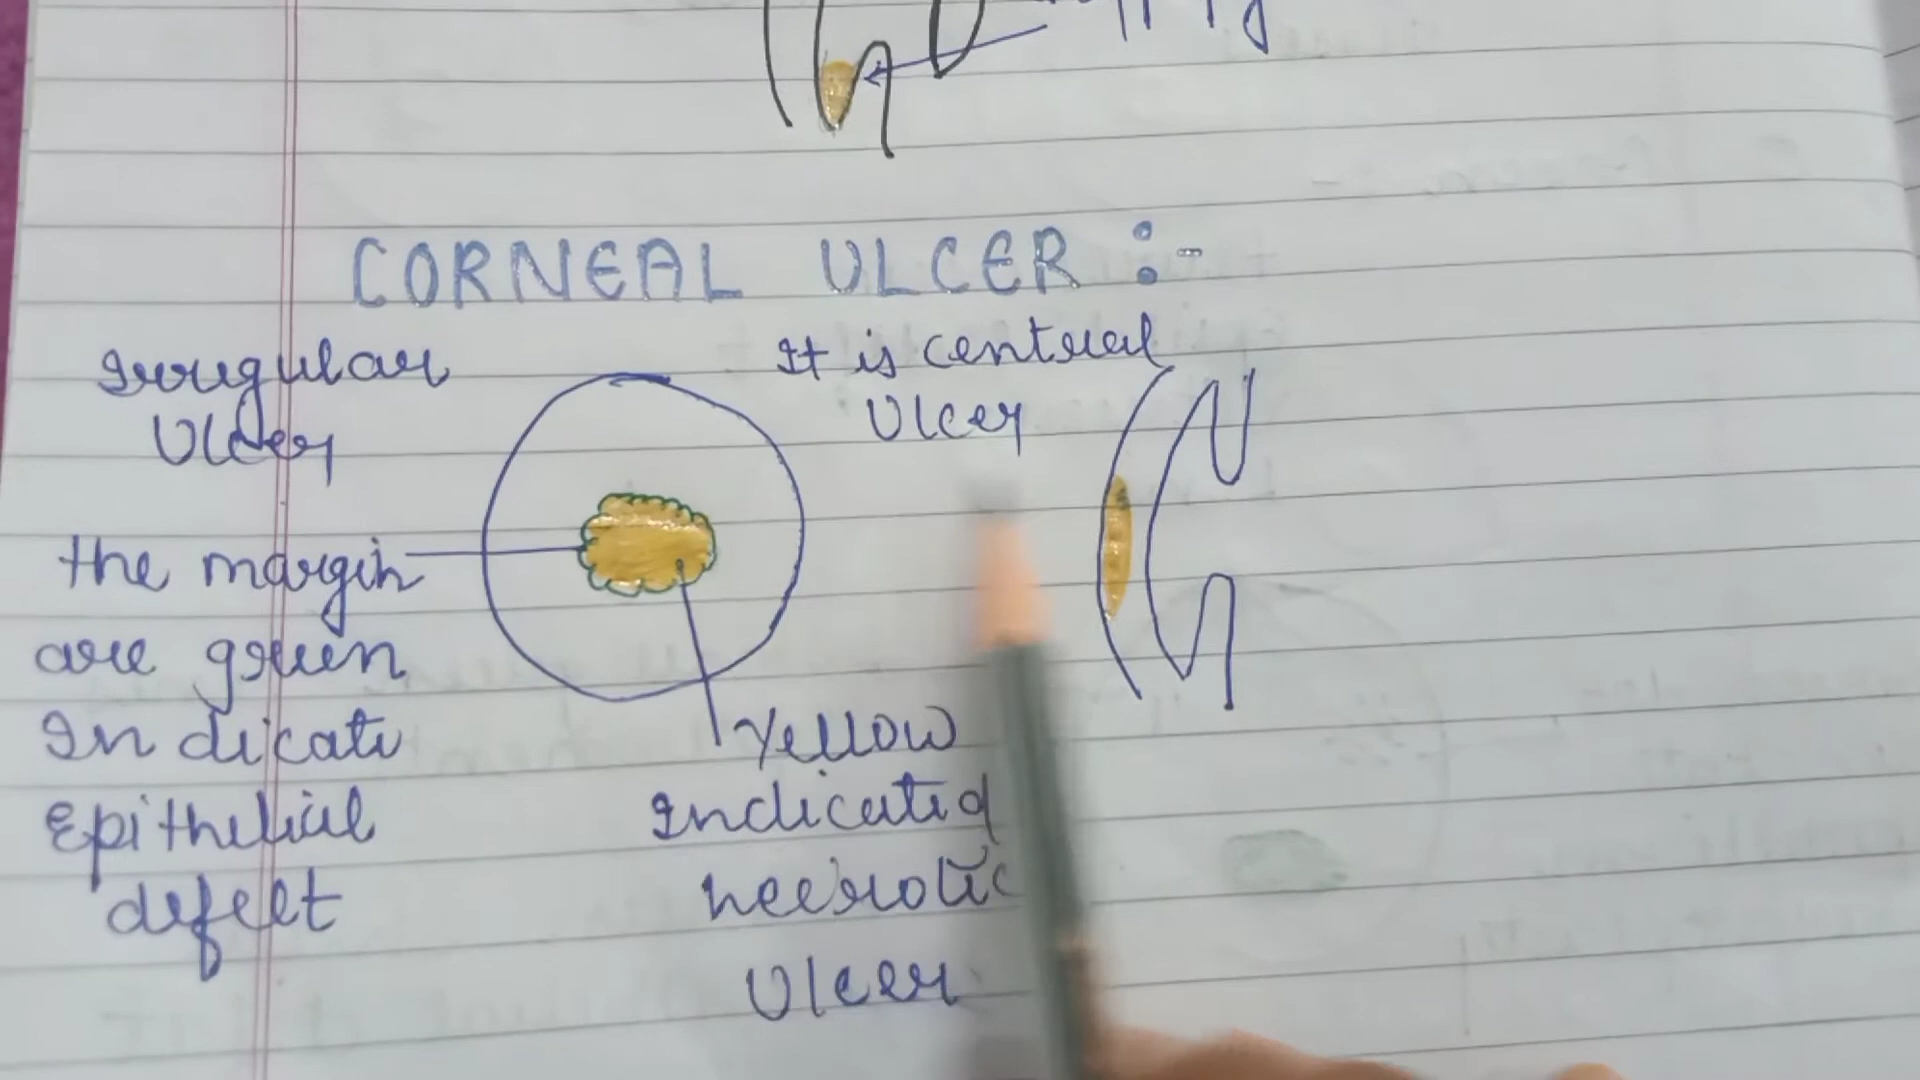 CORNEAL ULCER :-
Irregular
Ulcer
It is central
Ulcer
the margin
are green
Indicate
Epithelial
defect
Yellow
Indicated
necrotic
Ulcer